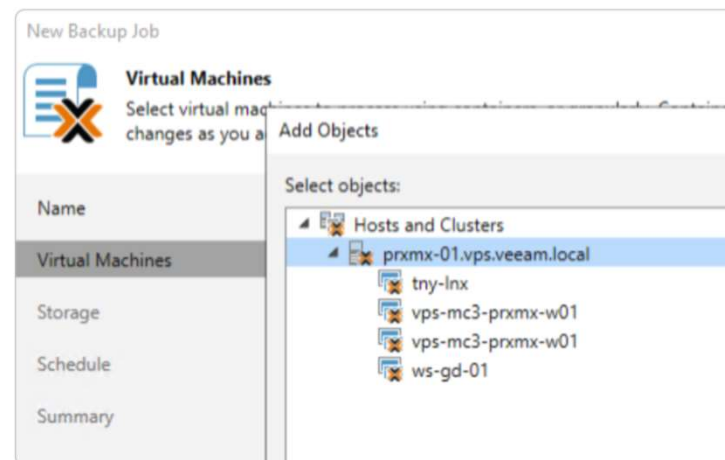 New Backup Job
Virtual Machines
Select virtual
changes as you a
Add Objects
Select objects:
Name
Virtual Machines
Storage
Schedule
Summary
Hosts and Clusters
prxmx-01.vps.veeam.local
tny-lnx
vps-mc3-prxmx-w01
vps-mc3-prxmx-w01
ws-gd-01